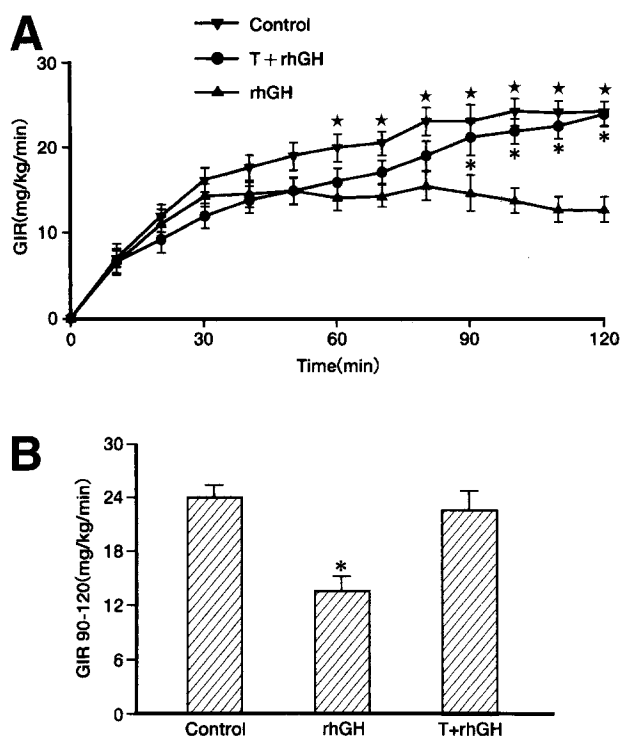 A
Control
T + rhGH
rhGH
GIR(mg/kg/min)
30
20
10
0
★ ★ ★ ★ ★ ★ ★
* * * *
0 30 60 90 120
Time(min)
B
GIR 90-120(mg/kg/min)
30
24
18
12
6
0
*
Control rhGH T+rhGH